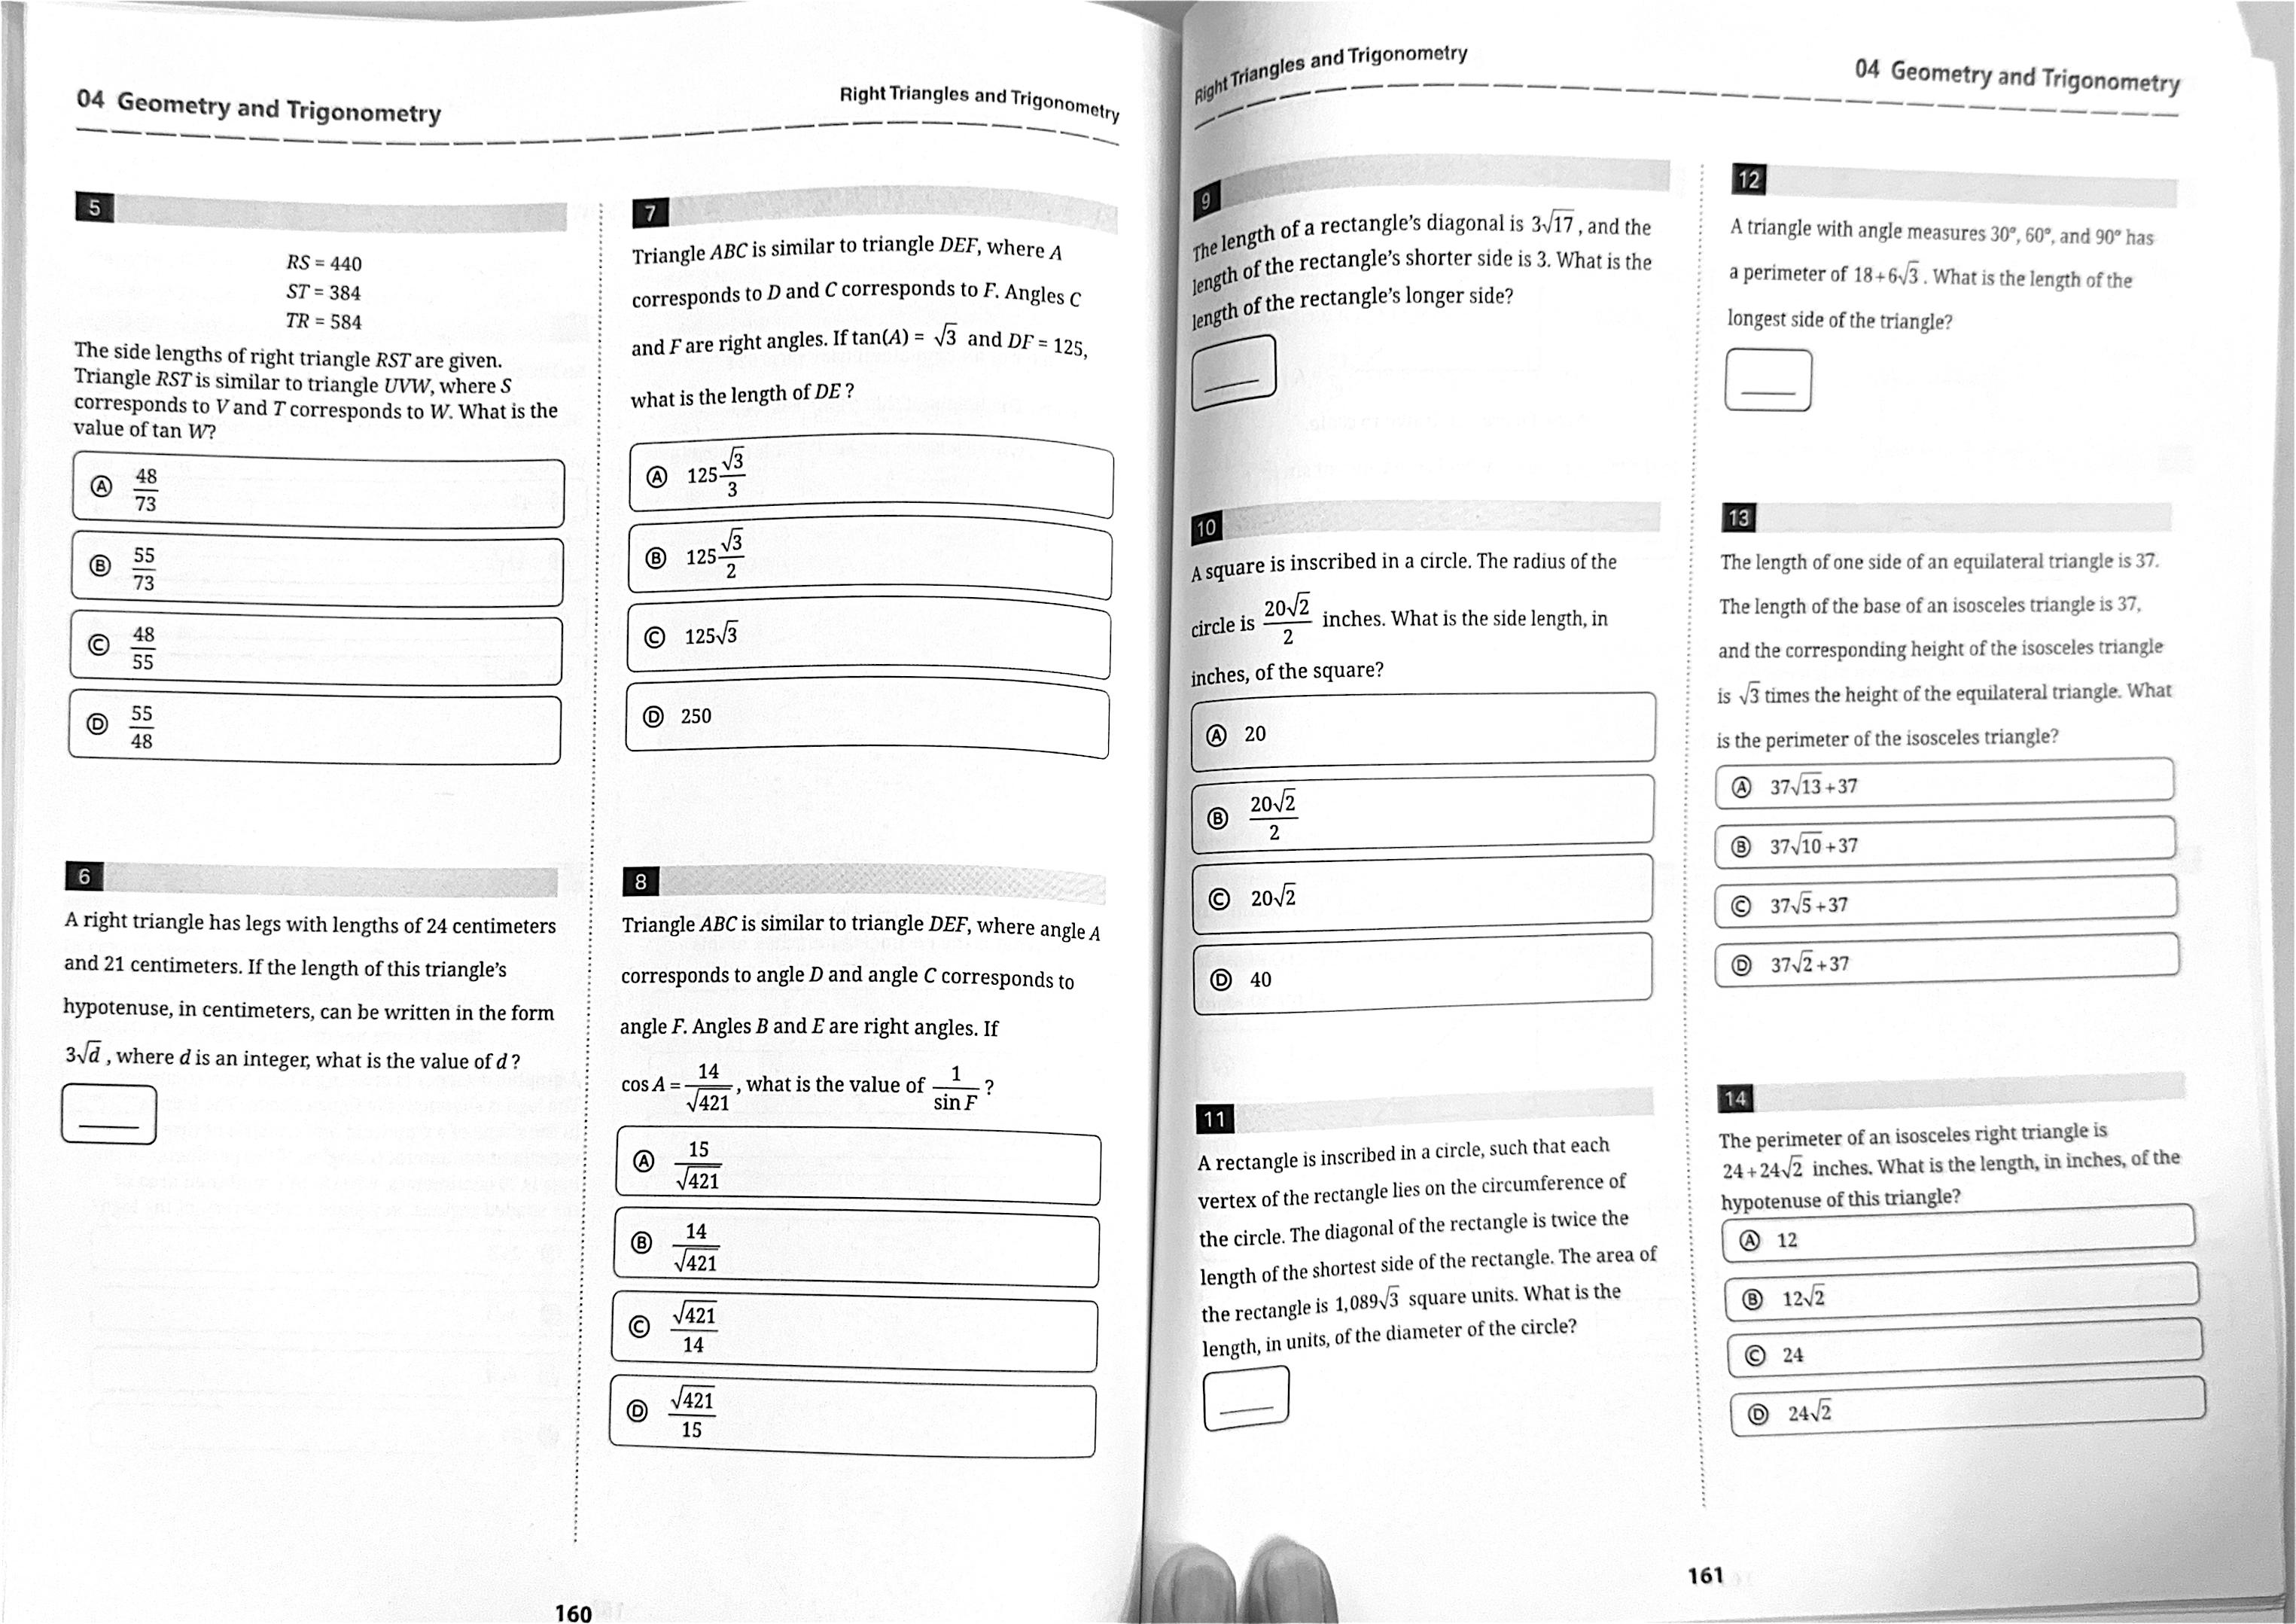 04 Geometry and Trigonometry
Right Triangles and Trigonometry
5
RS = 440
ST = 384
TR = 584
The side lengths of right triangle RST are given.
Triangle RST is similar to triangle UVW, where S
corresponds to V and T corresponds to W. What is the
value of tan W?
Ⓐ 48/73
Ⓑ 55/73
Ⓒ 48/55
Ⓓ 55/48
6
A right triangle has legs with lengths of 24 centimeters
and 21 centimeters. If the length of this triangle's
hypotenuse, in centimeters, can be written in the form
3√d , where d is an integer, what is the value of d ?
7
Triangle ABC is similar to triangle DEF, where A
corresponds to D and C corresponds to F. Angles C
and F are right angles. If tan(A) = √3 and DF = 125,
what is the length of DE ?
Ⓐ 125 √3/3
Ⓑ 125 √3/2
Ⓒ 125√3
Ⓓ 250
8
Triangle ABC is similar to triangle DEF, where angle A
corresponds to angle D and angle C corresponds to
angle F. Angles B and E are right angles. If
cos A = 14/√421 , what is the value of 1/sin F ?
Ⓐ 15/√421
Ⓑ 14/√421
Ⓒ √421/14
Ⓓ √421/15
160
Right Triangles and Trigonometry
04 Geometry and Trigonometry
9
The length of a rectangle's diagonal is 3√17 , and the
length of the rectangle's shorter side is 3. What is the
length of the rectangle's longer side?
10
A square is inscribed in a circle. The radius of the
circle is 20√2/2 inches. What is the side length, in
inches, of the square?
Ⓐ 20
Ⓑ 20√2/2
Ⓒ 20√2
Ⓓ 40
11
A rectangle is inscribed in a circle, such that each
vertex of the rectangle lies on the circumference of
the circle. The diagonal of the rectangle is twice the
length of the shortest side of the rectangle. The area of
the rectangle is 1,089√3 square units. What is the
length, in units, of the diameter of the circle?
12
A triangle with angle measures 30°, 60°, and 90° has
a perimeter of 18+6√3 . What is the length of the
longest side of the triangle?
13
The length of one side of an equilateral triangle is 37.
The length of the base of an isosceles triangle is 37,
and the corresponding height of the isosceles triangle
is √3 times the height of the equilateral triangle. What
is the perimeter of the isosceles triangle?
Ⓐ 37√13 +37
Ⓑ 37√10 +37
Ⓒ 37√5 +37
Ⓓ 37√2 +37
14
The perimeter of an isosceles right triangle is
24+24√2 inches. What is the length, in inches, of the
hypotenuse of this triangle?
Ⓐ 12
Ⓑ 12√2
Ⓒ 24
Ⓓ 24√2
161